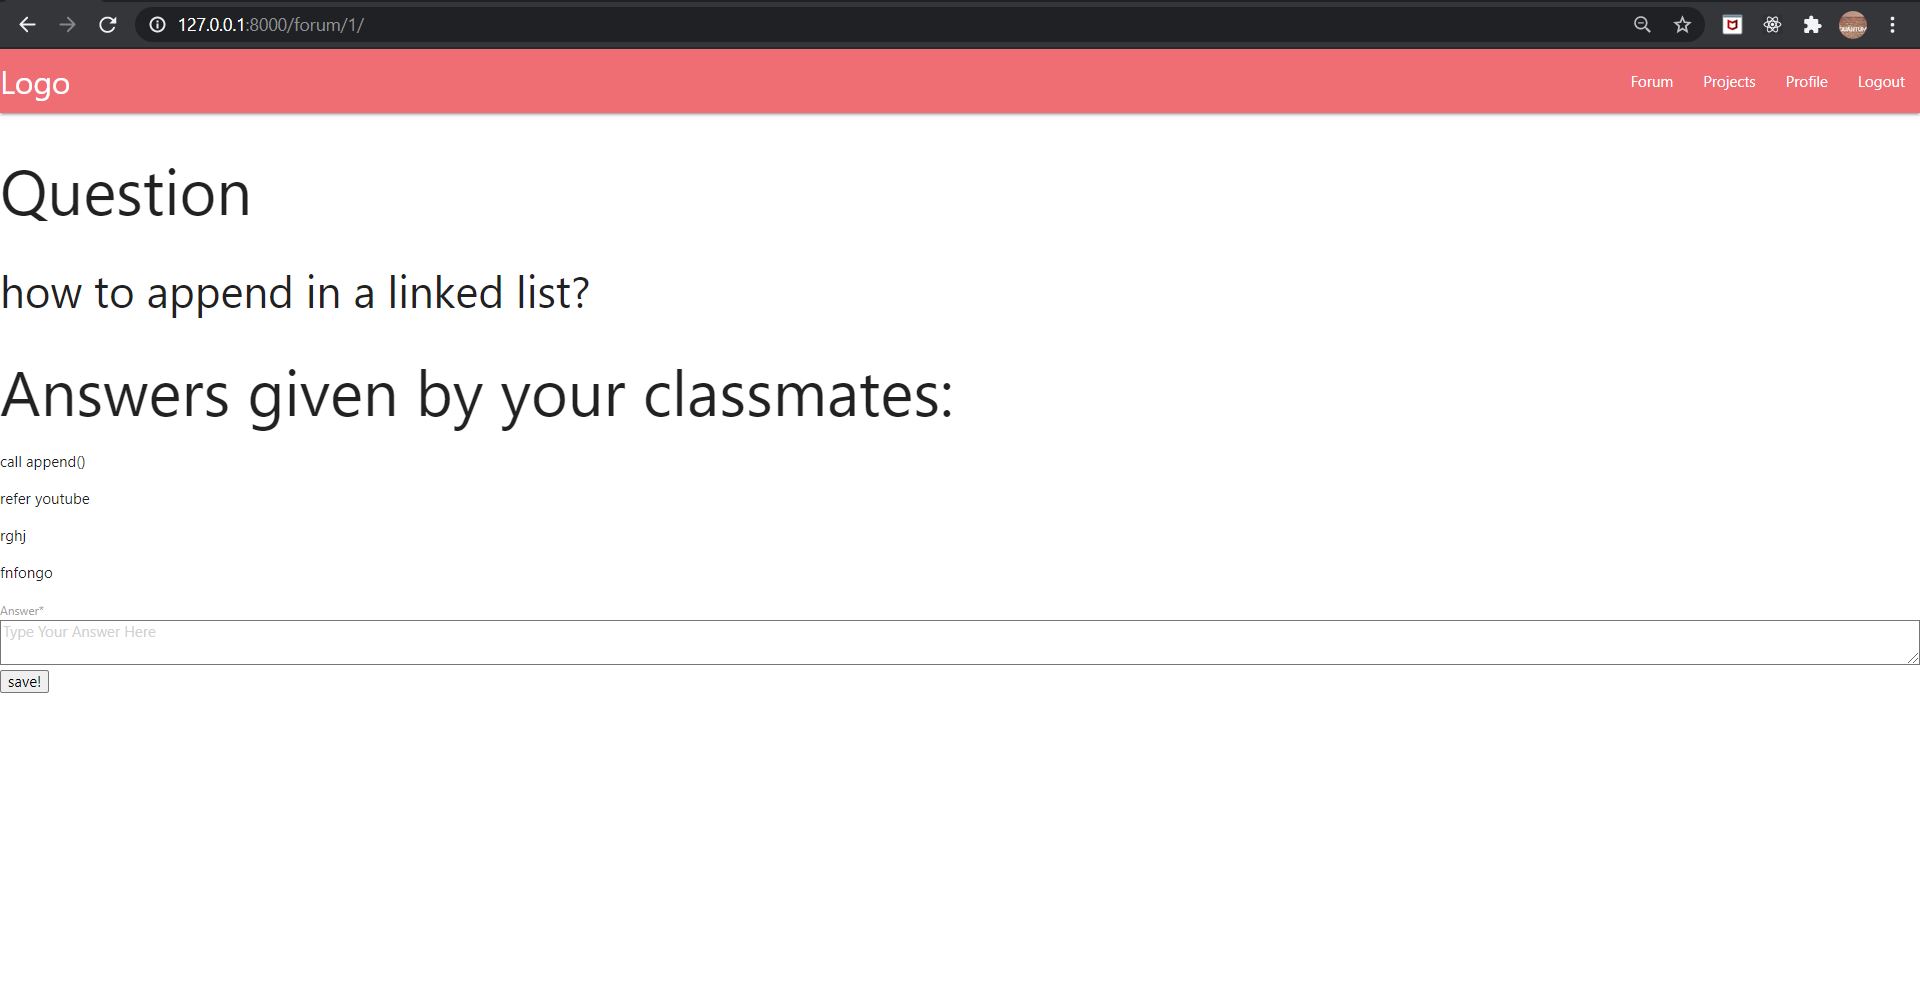 127.0.0.1:8000/forum/1/
Logo
Forum Projects Profile Logout
Question
how to append in a linked list?
Answers given by your classmates:
call append()
refer youtube
rghj
fnfongo
Answer*
Type Your Answer Here
save!